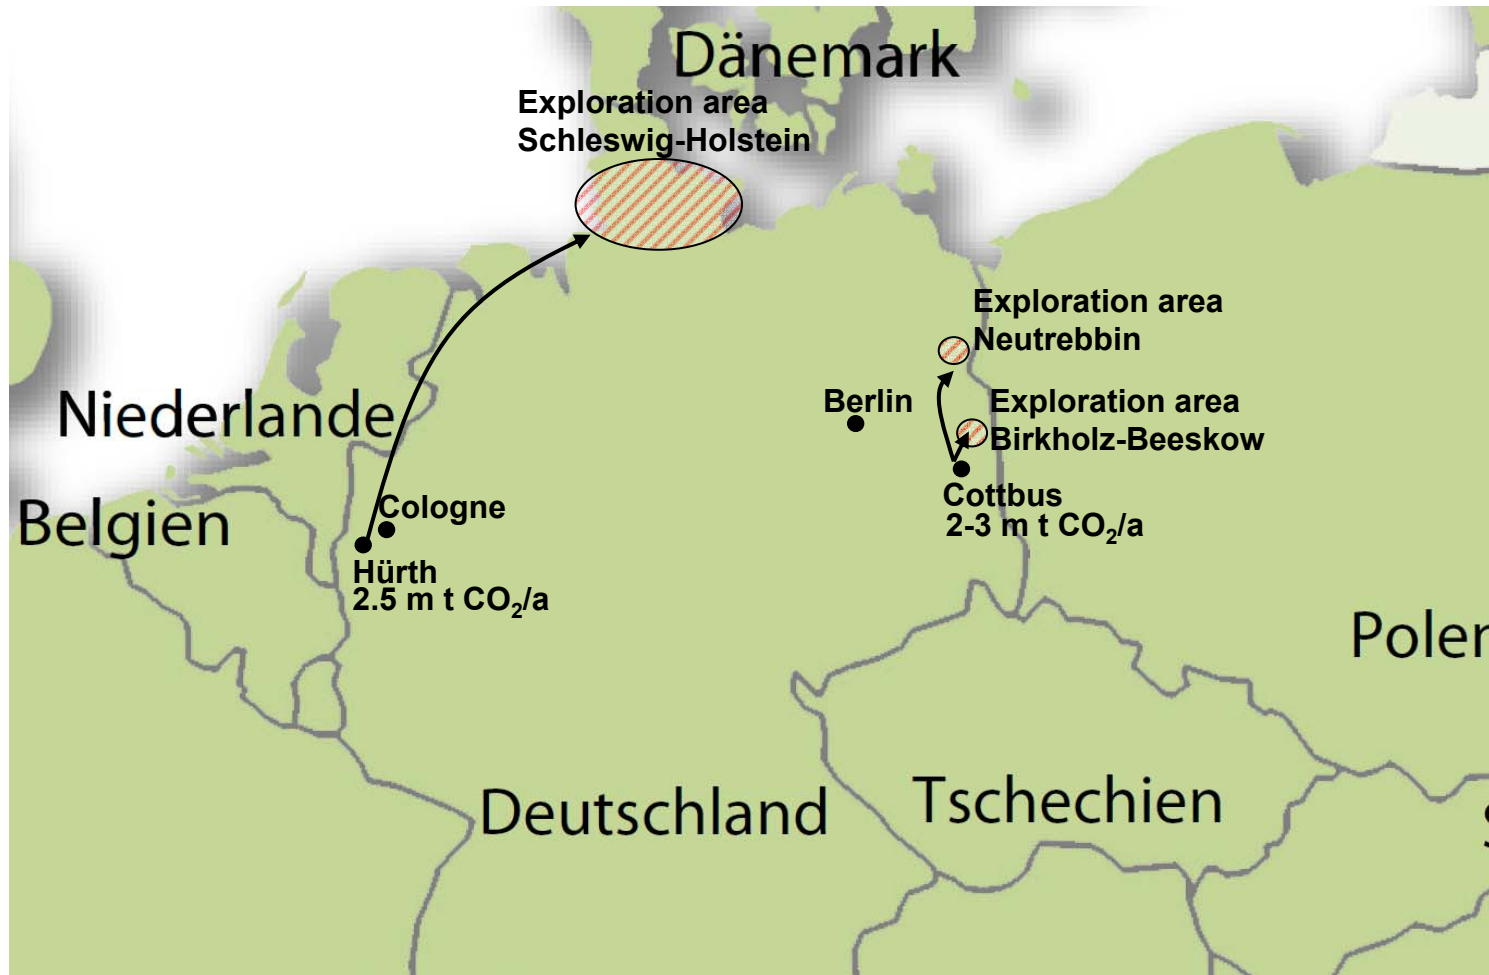 Dänemark
Exploration area
Schleswig-Holstein
Exploration area
Neutrebbin
Niederlande
Berlin
Exploration area
Birkholz-Beeskow
Cottbus
2-3 m t CO₂/a
Belgien
Cologne
Hürth
2.5 m t CO₂/a
Polen
Deutschland
Tschechien